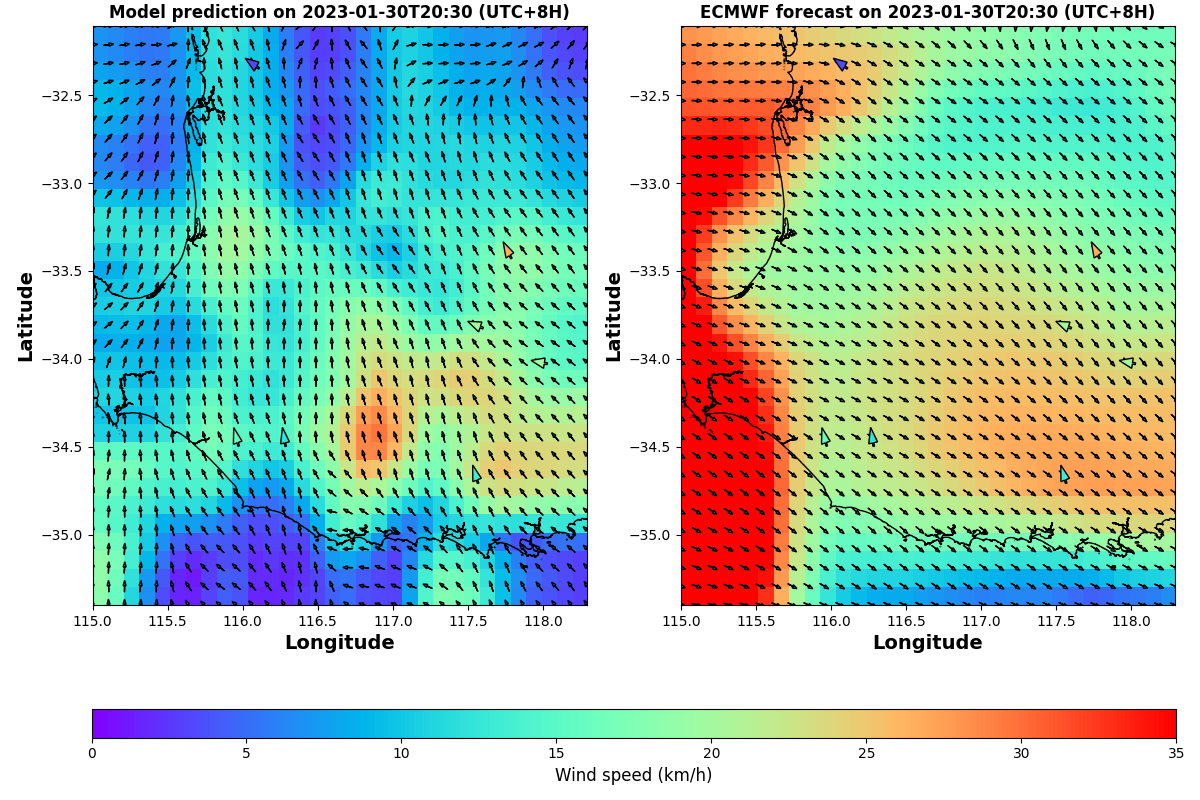 Model prediction on 2023-01-30T20:30 (UTC+8H)
ECMWF forecast on 2023-01-30T20:30 (UTC+8H)
−32.5
−33.0
−33.5
−34.0
−34.5
−35.0
Latitude
115.0 115.5 116.0 116.5 117.0 117.5 118.0
Longitude
−32.5
−33.0
−33.5
−34.0
−34.5
−35.0
Latitude
115.0 115.5 116.0 116.5 117.0 117.5 118.0
Longitude
0 5 10 15 20 25 30 35
Wind speed (km/h)